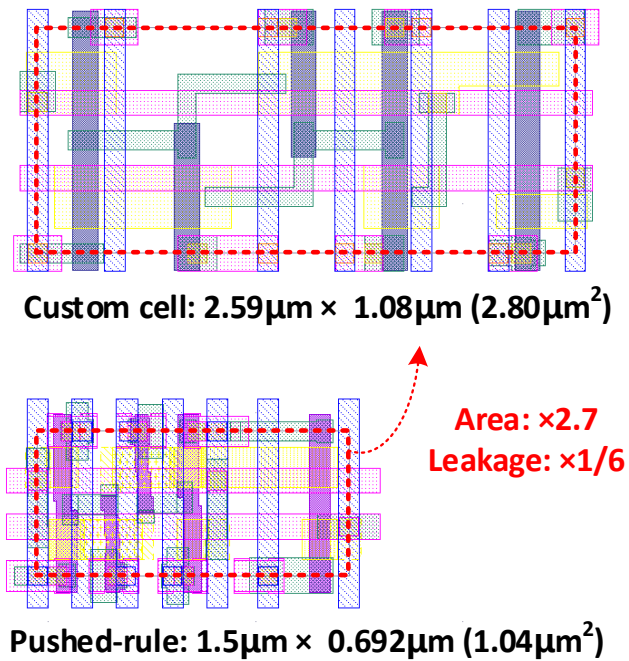 Custom cell: 2.59μm × 1.08μm (2.80μm²)
Area: ×2.7
Leakage: ×1/6
Pushed-rule: 1.5μm × 0.692μm (1.04μm²)